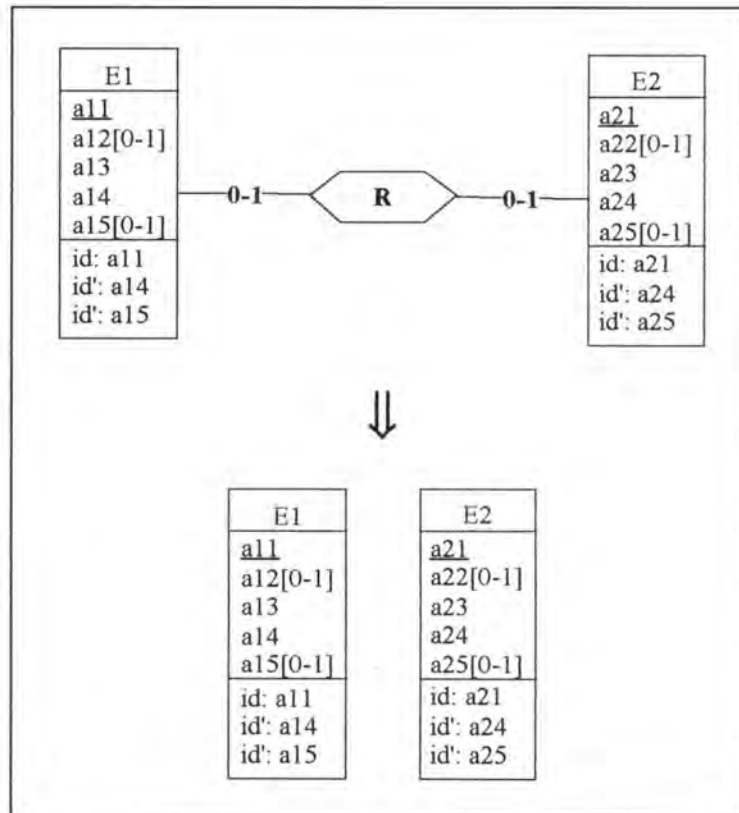 E1
a11
a12[0-1]
a13
a14
a15[0-1]
id: a11
id': a14
id': a15
0-1
R
0-1
E2
a21
a22[0-1]
a23
a24
a25[0-1]
id: a21
id': a24
id': a25
⇓
E1
a11
a12[0-1]
a13
a14
a15[0-1]
id: a11
id': a14
id': a15
E2
a21
a22[0-1]
a23
a24
a25[0-1]
id: a21
id': a24
id': a25